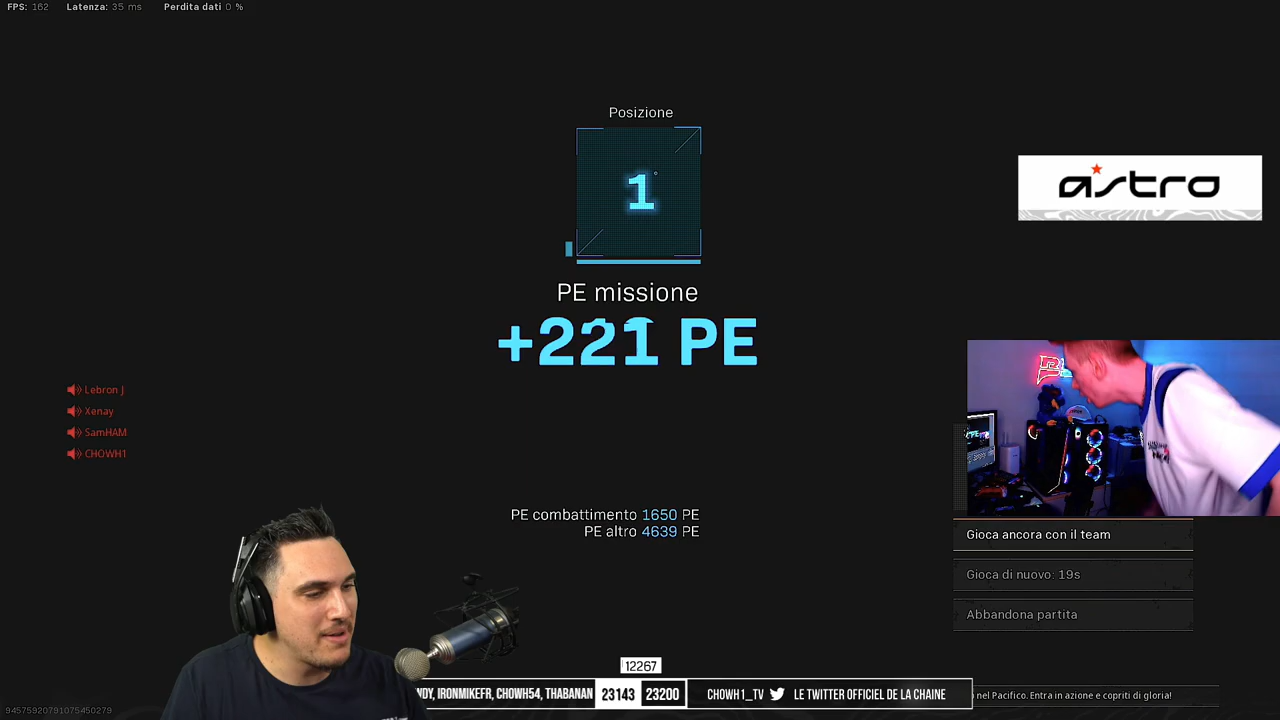 FPS: 162 Latenza: 35 ms Perdita dati 0 %
Posizione
1°
astro
PE missione
+221 PE
Lebron J
Xenay
SamHAM
CHOWH1
PE combattimento 1650 PE
PE altro 4639 PE
Gioca ancora con il team
Gioca di nuovo: 19s
Abbandona partita
12267
WDY, IRONMIKEFR, CHOWH54, THABANAN 23143 23200 CHOWH1_TV LE TWITTER OFFICIEL DE LA CHAINE
nel Pacifico. Entra in azione e copriti di gloria!
94575920791075450279